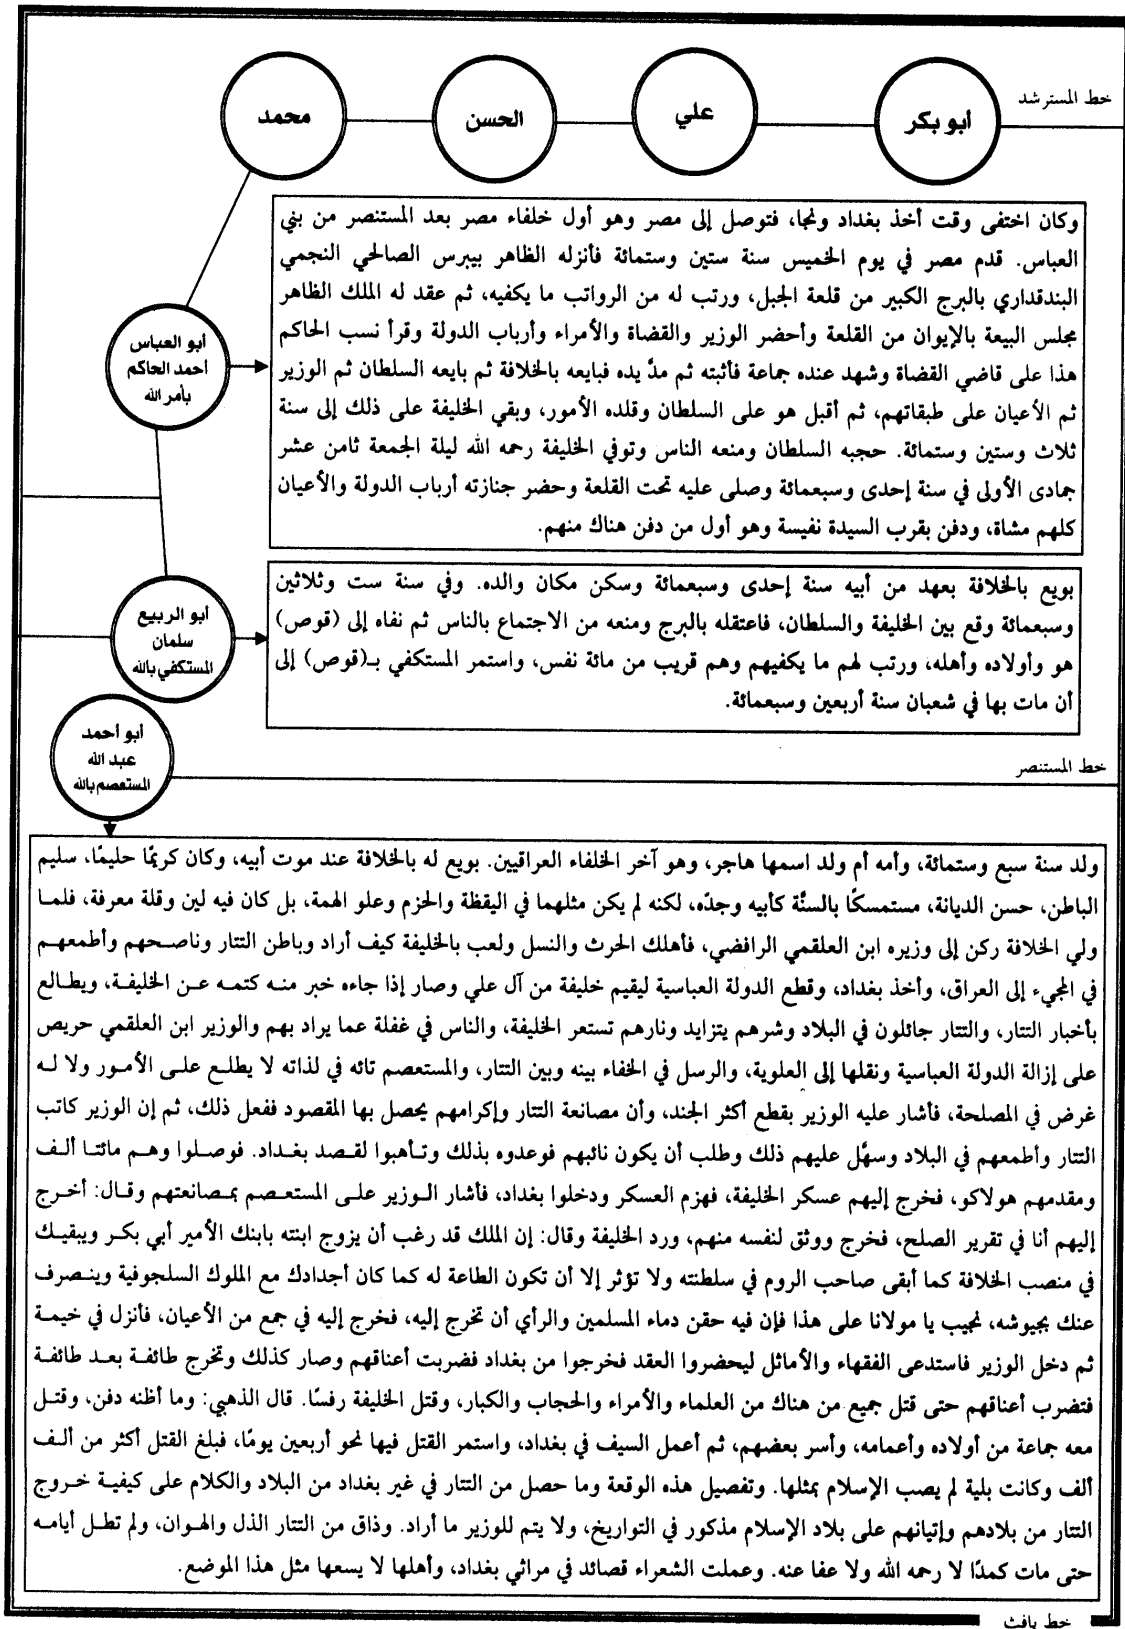 خط المسترشد
أبو بكر
علي
الحسن
محمد
وكان اختفى وقت أخذ بغداد ونجا، فتوصل إلى مصر وهو أول خلفاء مصر بعد المستنصر من بني
العباس. قدم مصر في يوم الخميس سنة ستين وستمائة فأنزله الظاهر بيبرس الصالحي النجمي
البندقداري بالبرج الكبير من قلعة الجبل، ورتب له من الرواتب ما يكفيه، ثم عقد له الملك الظاهر
مجلس البيعة بالإيوان من القلعة وأحضر الوزير والقضاة والأمراء وأرباب الدولة وقرأ نسب الحاكم
هذا على قاضي القضاة وشهد عنده جماعة فأثبته ثم مدَّ يده فبايعه بالخلافة ثم بايعه السلطان ثم الوزير
ثم الأعيان على طبقاتهم، ثم أقبل هو على السلطان وقلده الأمور، وبقي الخليفة على ذلك إلى سنة
ثلاث وستين وستمائة. حجبه السلطان ومنعه الناس وتوفي الخليفة رحمه الله ليلة الجمعة ثامن عشر
جمادى الأولى في سنة إحدى وسبعمائة وصلى عليه تحت القلعة وحضر جنازته أرباب الدولة والأعيان
كلهم مشاة، ودفن بقرب السيدة نفيسة وهو أول من دفن هناك منهم.
أبو العباس
أحمد الحاكم
بأمر الله
بويع بالخلافة بعهد من أبيه سنة إحدى وسبعمائة وسكن مكان والده. وفي سنة ست وثلاثين
وسبعمائة وقع بين الخليفة والسلطان، فاعتقله بالبرج ومنعه من الاجتماع بالناس ثم نفاه إلى (قوص)
هو وأولاده وأهله، ورتب لهم ما يكفيهم وهم قريب من مائة نفس، واستمر المستكفي بـ(قوص) إلى
أن مات بها في شعبان سنة أربعين وسبعمائة.
أبو الربيع
سلمان
المستكفي بالله
أبو أحمد
عبد الله
المستعصم بالله
خط المستنصر
ولد سنة سبع وستمائة، وأمه أم ولد اسمها هاجر، وهو آخر الخلفاء العراقيين. بويع له بالخلافة عند موت أبيه، وكان كريمًا حليمًا، سليم
الباطن، حسن الديانة، مستمسكًا بالسنَّة كأبيه وجدّه، لكنه لم يكن مثلهما في اليقظة والحزم وعلو الهمة، بل كان فيه لين وقلة معرفة، فلما
ولي الخلافة ركن إلى وزيره ابن العلقمي الرافضي، فأهلك الحرث والنسل ولعب بالخليفة كيف أراد وباطن التتار وناصحهم وأطمعهم
في المجيء إلى العراق، وأخذ بغداد، وقطع الدولة العباسية ليقيم خليفة من آل علي وصار إذا جاءه خبر منه كتمه عن الخليفة، ويطالع
بأخبار التتار، والتتار جائلون في البلاد وشرهم يتزايد ونارهم تستعر الخليفة، والناس في غفلة عما يراد بهم والوزير ابن العلقمي حريص
على إزالة الدولة العباسية ونقلها إلى العلوية، والرسل في الخفاء بينه وبين التتار، والمستعصم تائه في لذاته لا يطلع على الأمور ولا له
غرض في المصلحة، فأشار عليه الوزير بقطع أكثر الجند، وأن مصانعة التتار وإكرامهم يحصل بها المقصود ففعل ذلك، ثم إن الوزير كاتب
التتار وأطمعهم في البلاد وسهَّل عليهم ذلك وطلب أن يكون نائبهم فوعدوه بذلك وتأهبوا لقصد بغداد. فوصلوا وهم مائتا ألف
ومقدمهم هولاكو، فخرج إليهم عسكر الخليفة، فهزم العسكر ودخلوا بغداد، فأشار الوزير على المستعصم بمصانعتهم وقال: أخرج
إليهم أنا في تقرير الصلح، فخرج ووثق لنفسه منهم، ورد الخليفة وقال: إن الملك قد رغب أن يزوج ابنته بابنك الأمير أبي بكر ويبقيك
في منصب الخلافة كما أبقى صاحب الروم في سلطنته ولا تؤثر إلا أن تكون الطاعة له كما كان أجدادك مع الملوك السلجوفية وينصرف
عنك بجيوشه، نجيب يا مولانا على هذا فإن فيه حقن دماء المسلمين والرأي أن تخرج إليه، فخرج إليه في جمع من الأعيان، فأنزل في خيمة
ثم دخل الوزير فاستدعى الفقهاء والأماثل ليحضروا العقد فخرجوا من بغداد فضربت أعناقهم وصار كذلك وتخرج طائفة بعد طائفة
فتضرب أعناقهم حتى قتل جميع من هناك من العلماء والأمراء والحجاب والكبار، وقتل الخليفة رفسًا. قال الذهبي: وما أظنه دفن، وقتل
معه جماعة من أولاده وأعمامه، وأسر بعضهم، ثم أعمل السيف في بغداد، واستمر القتل فيها نحو أربعين يومًا، فبلغ القتل أكثر من ألف
ألف وكانت بلية لم يصب الإسلام بمثلها. وتفصيل هذه الوقعة وما حصل من التتار في غير بغداد من البلاد والكلام على كيفية خروج
التتار من بلادهم وإتيانهم على بلاد الإسلام مذكور في التواريخ، ولا يتم للوزير ما أراد. وذاق من التتار الذل والهوان، ولم تطل أيامه
حتى مات كمدًا لا رحمه الله ولا عفا عنه. وعملت الشعراء قصائد في مراثي بغداد، وأهلها لا يسعها مثل هذا الموضع.
خط يافث